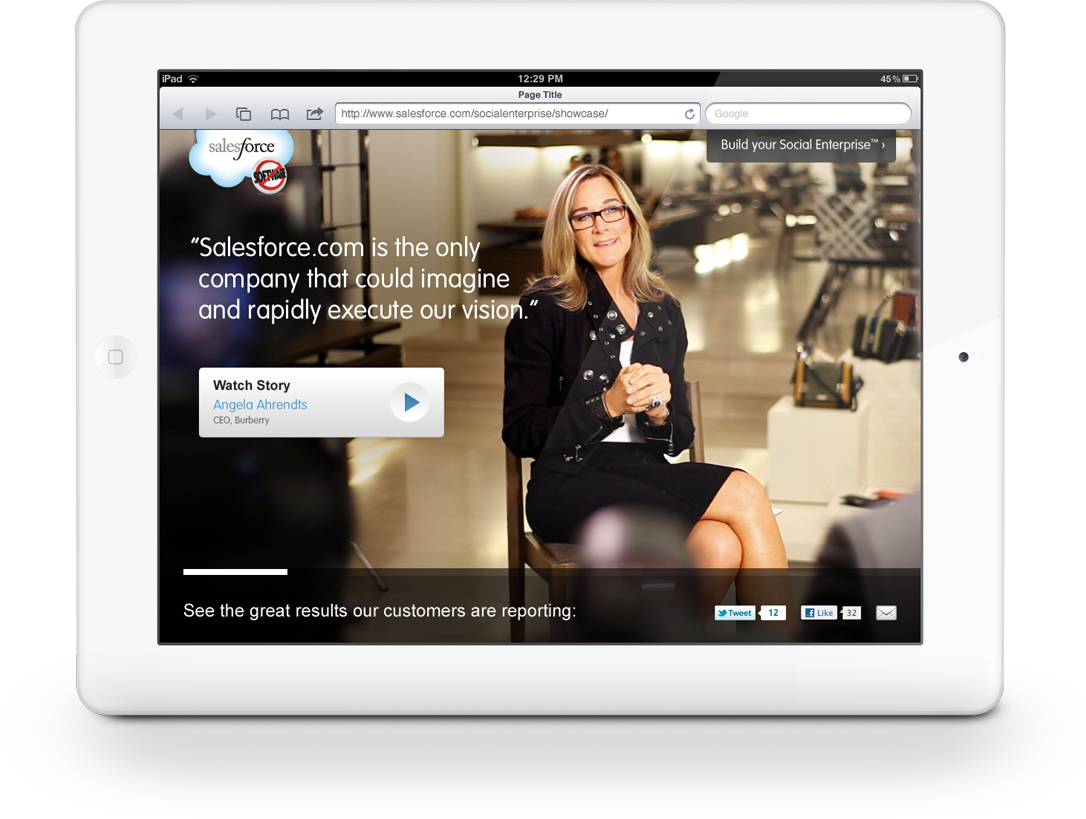 iPad
12:29 PM
45%
Page Title
http://www.salesforce.com/socialenterprise/showcase/
Google
salesforce
SOFTWARE
Build your Social Enterprise™ ›
“Salesforce.com is the only
company that could imagine
and rapidly execute our vision.”
Watch Story
Angela Ahrendts
CEO, Burberry
See the great results our customers are reporting:
Tweet
12
Like
32